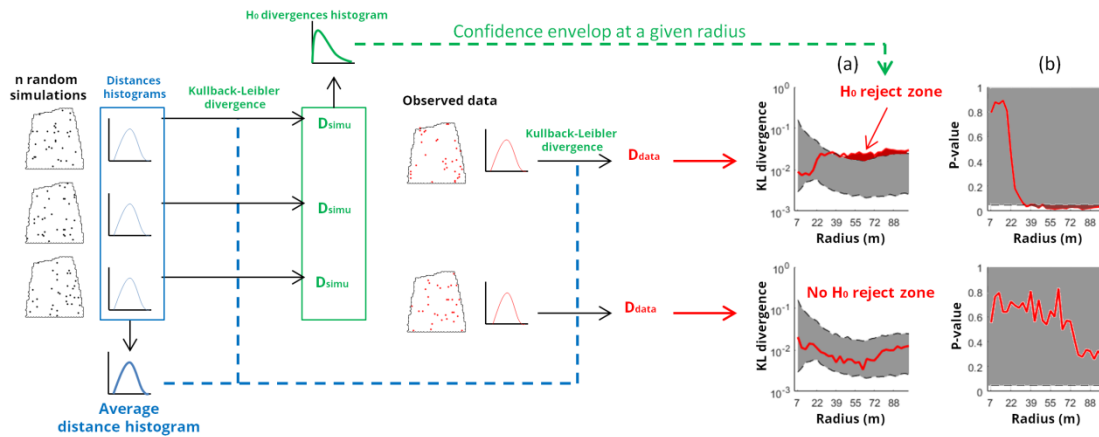 H₀ divergences histogram
Confidence envelop at a given radius
n random
simulations
Distances
histograms
Kullback-Leibler
divergence
Dsimu
Dsimu
Dsimu
Average
distance histogram
Observed data
Kullback-Leibler
divergence
Ddata
Ddata
(a)
H₀ reject zone
KL divergence
10⁰
10⁻¹
10⁻²
10⁻³
7 22 39 55 72 88
Radius (m)
(b)
P-value
1
0.8
0.6
0.4
0.2
0
7 22 39 55 72 88
Radius (m)
No H₀ reject zone
KL divergence
10⁰
10⁻¹
10⁻²
10⁻³
7 22 39 55 72 88
Radius (m)
P-value
1
0.8
0.6
0.4
0.2
0
7 22 39 55 72 88
Radius (m)